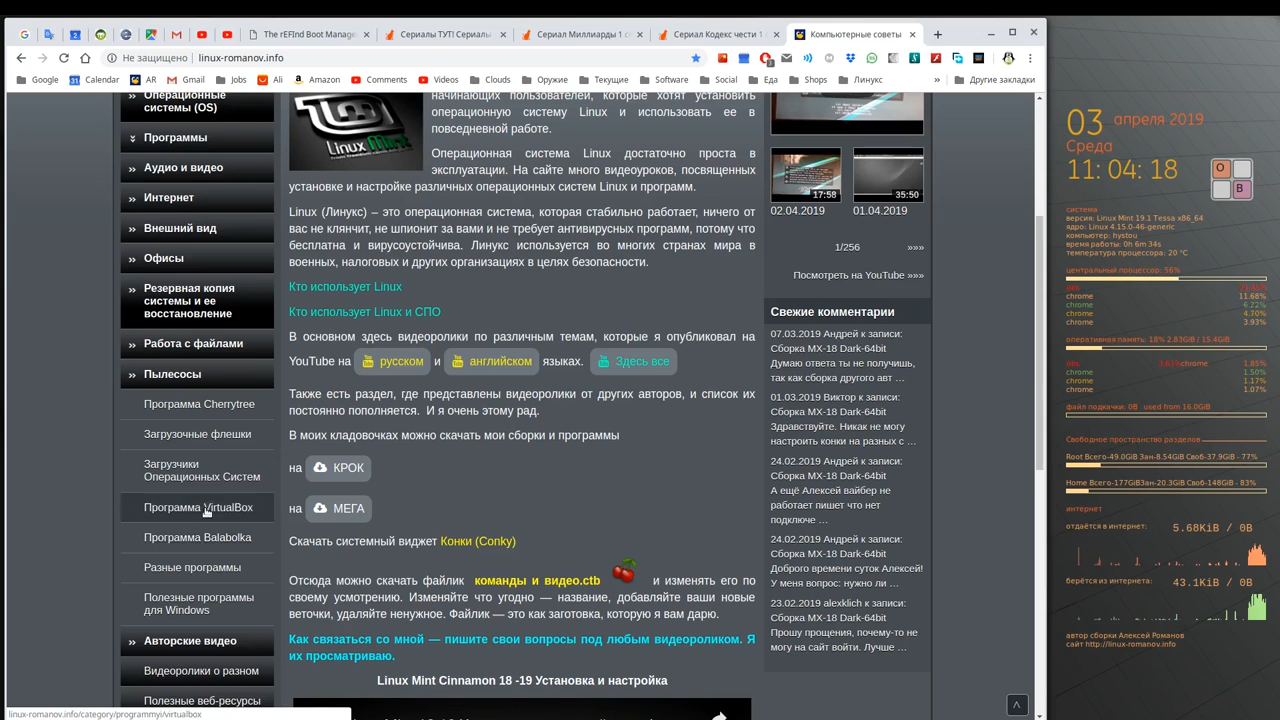 The rEFInd Boot Manage
Сериалы ТУТ! Сериалы
Сериал Миллиарды 1 с
Сериал Кодекс чести 1
Компьютерные советы
Не защищено
linux-romanov.info
Google
Calendar
AR
Gmail
Jobs
Ali
Amazon
Comments
Videos
Clouds
Оружие
Текущие
Software
Social
Еда
Shops
Линукс
»
Другие закладки
Операционные
системы (OS)
Программы
Аудио и видео
Интернет
Внешний вид
Офисы
Резервная копия
системы и ее
восстановление
Работа с файлами
Пылесосы
Программа Cherrytree
Загрузочные флешки
Загрузчики
Операционных Систем
Программа VirtualBox
Программа Balabolka
Разные программы
Полезные программы
для Windows
Авторские видео
Видеоролики о разном
Полезные веб-ресурсы
linux-romanov.info/category/programmyi/virtualbox
Linux Mint
начинающих пользователей, которые хотят установить
операционную систему Linux и использовать ее в
повседневной работе.
Операционная система Linux достаточно проста в
эксплуатации. На сайте много видеоуроков, посвященных
установке и настройке различных операционных систем Linux и программ.
Linux (Линукс) – это операционная система, которая стабильно работает, ничего от
вас не клянчит, не шпионит за вами и не требует антивирусных программ, потому что
бесплатна и вирусоустойчива. Линукс используется во многих странах мира в
военных, налоговых и других организациях в целях безопасности.
Кто использует Linux
Кто использует Linux и СПО
В основном здесь видеоролики по различным темам, которые я опубликовал на
YouTube на русском и английском языках. Здесь все
Также есть раздел, где представлены видеоролики от других авторов, и список их
постоянно пополняется. И я очень этому рад.
В моих кладовочках можно скачать мои сборки и программы
на КРОК
на МЕГА
Скачать системный виджет Конки (Conky)
Отсюда можно скачать файлик команды и видео.ctb и изменять его по
своему усмотрению. Изменяйте что угодно — название, добавляйте ваши новые
веточки, удаляйте ненужное. Файлик — это как заготовка, которую я вам дарю.
Как связаться со мной — пишите свои вопросы под любым видеороликом. Я
их просматриваю.
Linux Mint Cinnamon 18 -19 Установка и настройка
17:58
35:50
02.04.2019
01.04.2019
1/256
»»»
Посмотреть на YouTube »»»
Свежие комментарии
07.03.2019 Андрей к записи:
Сборка MX-18 Dark-64bit
Думаю ответа ты не получишь,
так как сборка другого авт …
01.03.2019 Виктор к записи:
Сборка MX-18 Dark-64bit
Здравствуйте. Никак не могу
настроить конки на разных с …
24.02.2019 Андрей к записи:
Сборка MX-18 Dark-64bit
А ещё Алексей вайбер не
работает пишет что нет
подключе …
24.02.2019 Андрей к записи:
Сборка MX-18 Dark-64bit
Доброго времени суток Алексей!
У меня вопрос: нужно ли …
23.02.2019 alexklich к записи:
Сборка MX-18 Dark-64bit
Прошу прощения, почему-то не
могу на сайт войти. Лучше …
03 апреля 2019
Среда
11: 04: 18
O
B
система
версия: Linux Mint 19.1 Tessa x86_64
ядро: Linux 4.15.0-46-generic
компьютер: hystou
время работы: 0h 6m 34s
температура процессора: 20 °C
центральный процессор: 56%
chrome 11.68%
chrome 6.22%
chrome 4.70%
chrome 3.93%
оперативная память: 18% 2.83GiB / 15.4GiB
chrome 1.85%
chrome 1.50%
chrome 1.17%
chrome 1.07%
файл подкачки: 0B used from 16.0GiB
Свободное пространство разделов
Root Всего-49.0GiB Зан-8.54GiB Своб-37.9GiB - 77%
Home Всего-177GiBЗан-20.3GiB Своб-148GiB - 83%
интернет
отдаётся в интернет: 5.68KiB / 0B
берётся из интернета: 43.1KiB / 0B
автор сборки Алексей Романов
сайт http://linux-romanov.info